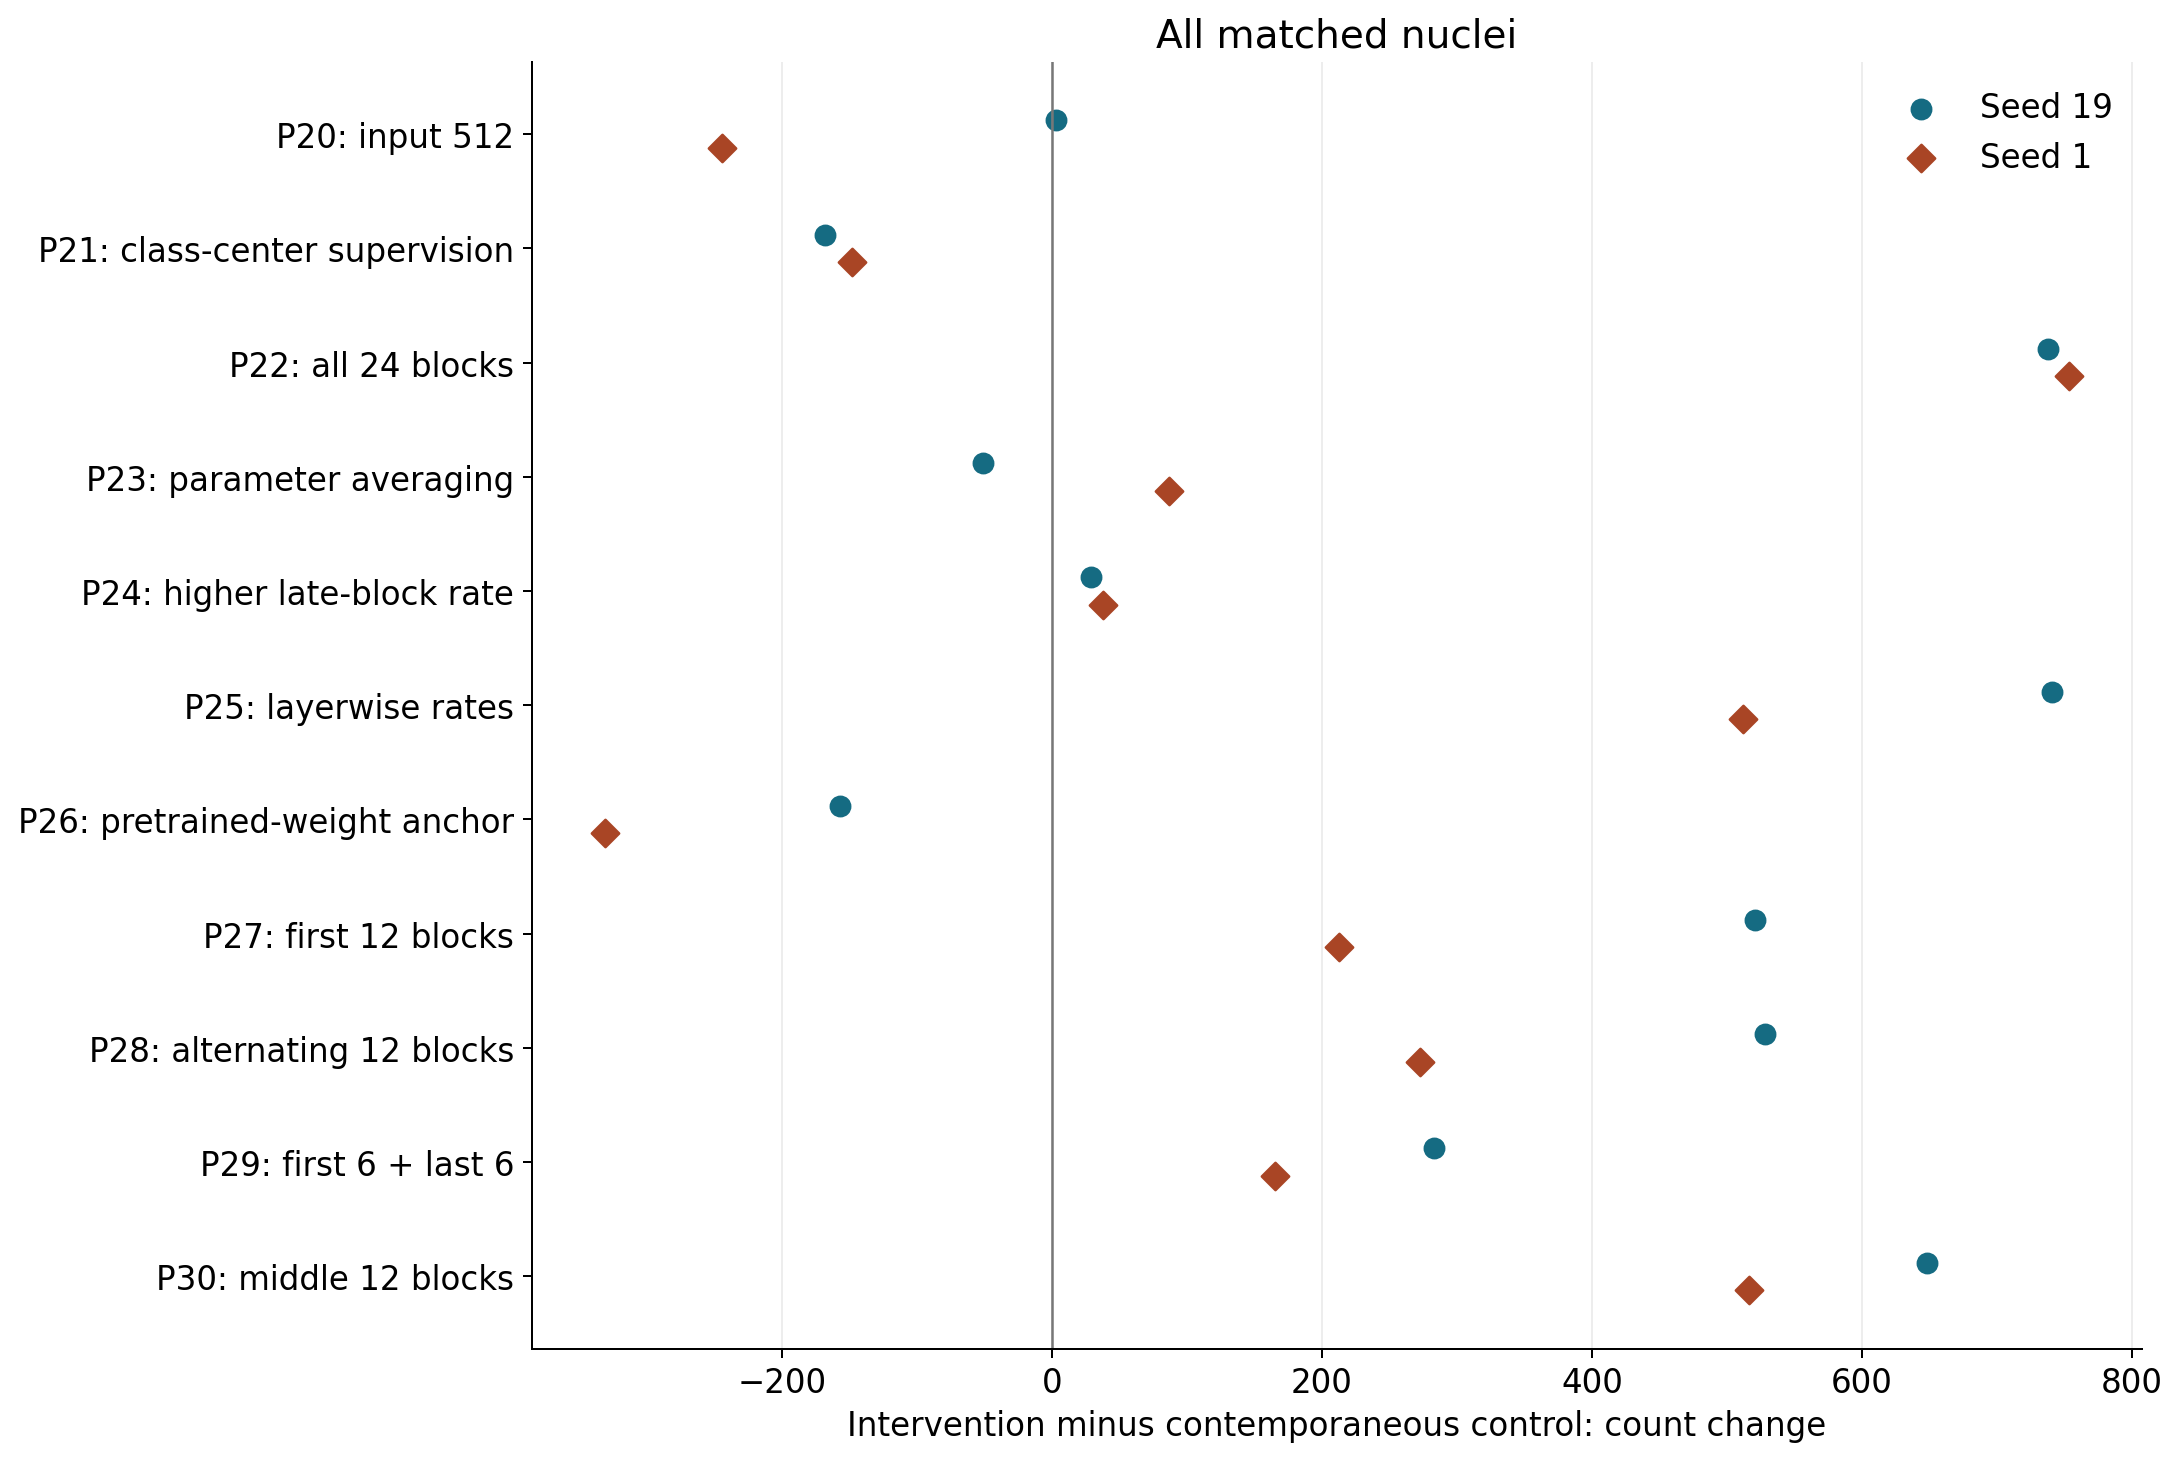 All matched nuclei
Seed 19
Seed 1
P20: input 512
P21: class-center supervision
P22: all 24 blocks
P23: parameter averaging
P24: higher late-block rate
P25: layerwise rates
P26: pretrained-weight anchor
P27: first 12 blocks
P28: alternating 12 blocks
P29: first 6 + last 6
P30: middle 12 blocks
−200 0 200 400 600 800
Intervention minus contemporaneous control: count change